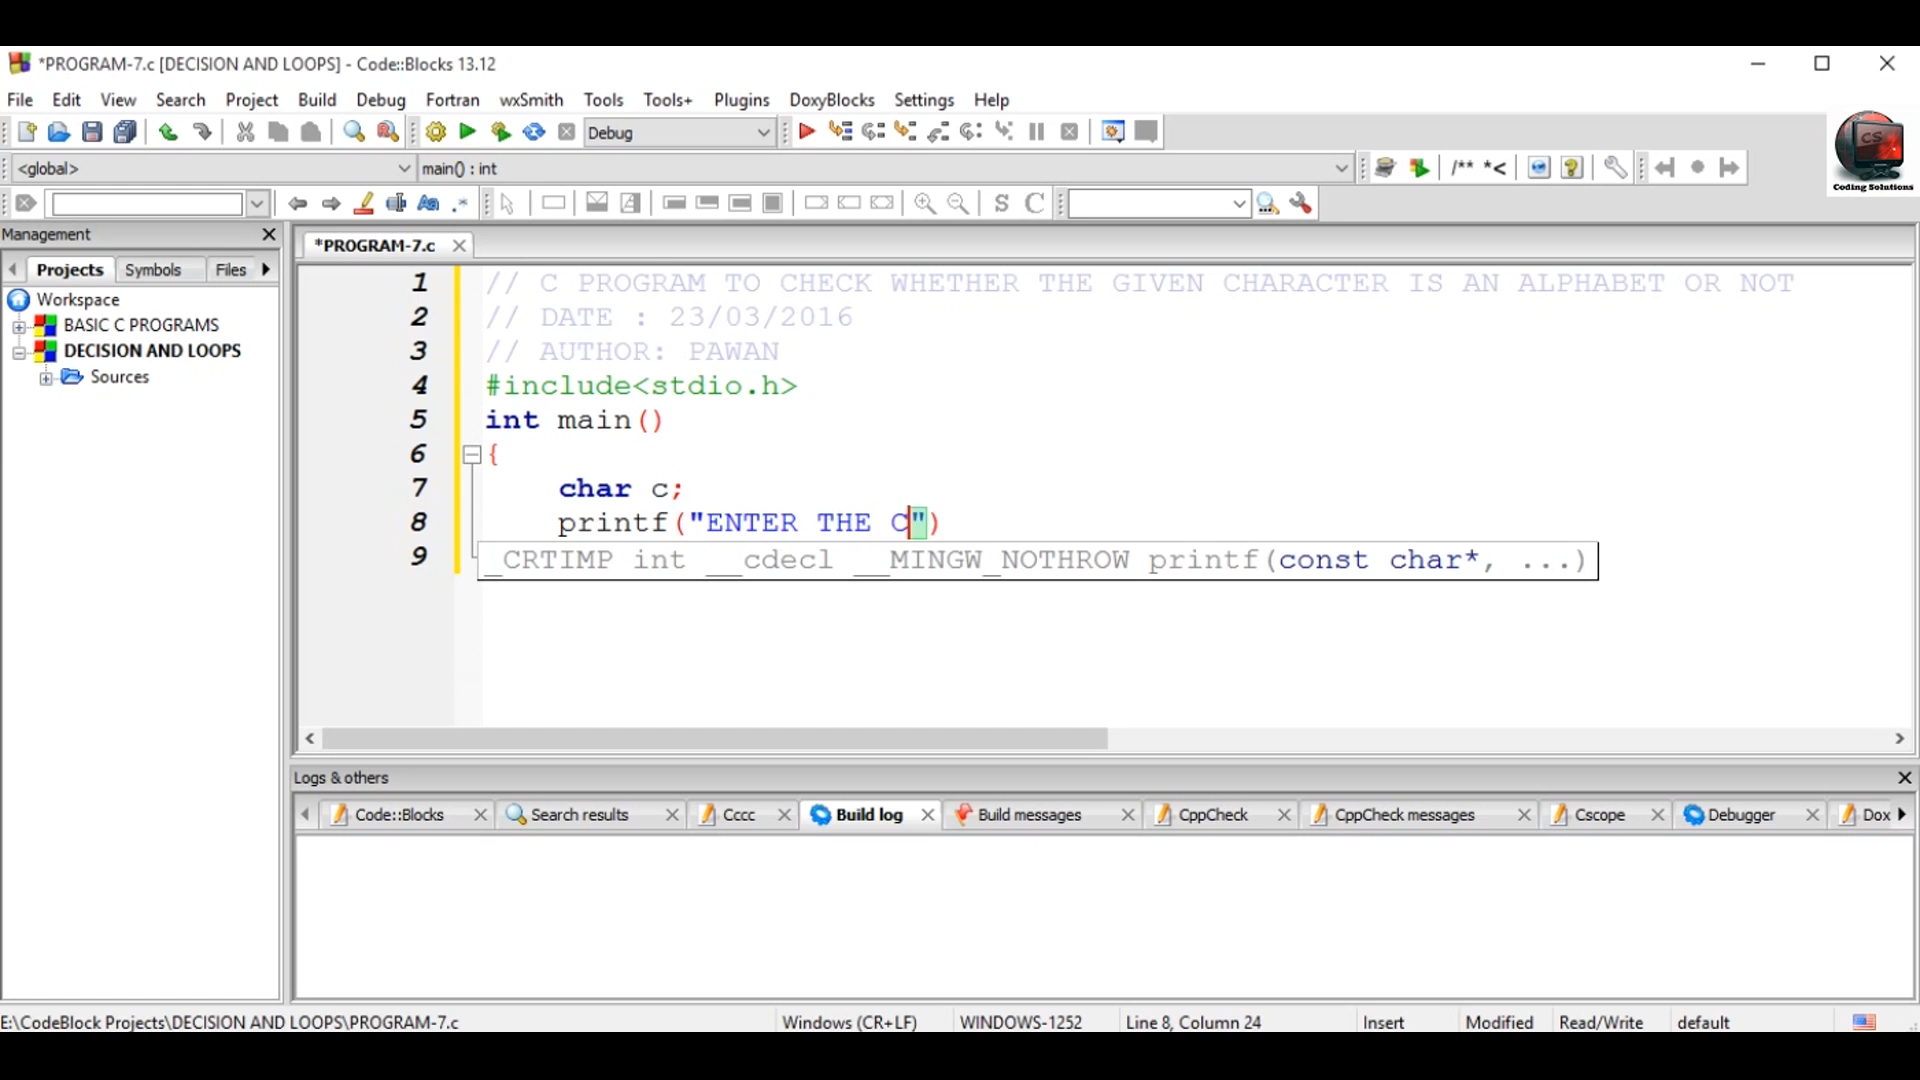 *PROGRAM-7.c [DECISION AND LOOPS] - Code::Blocks 13.12
File Edit View Search Project Build Debug Fortran wxSmith Tools Tools+ Plugins DoxyBlocks Settings Help
Debug
<global> main() : int /** *<
S C
CS
Coding Solutions
Management
Projects Symbols Files
Workspace
BASIC C PROGRAMS
DECISION AND LOOPS
Sources
*PROGRAM-7.c
1 // C PROGRAM TO CHECK WHETHER THE GIVEN CHARACTER IS AN ALPHABET OR NOT
2 // DATE : 23/03/2016
3 // AUTHOR: PAWAN
4 #include<stdio.h>
5 int main()
6 {
7 char c;
8 printf("ENTER THE C")
9 _CRTIMP int __cdecl __MINGW_NOTHROW printf(const char*, ...)
Logs & others
Code::Blocks Search results Cccc Build log Build messages CppCheck CppCheck messages Cscope Debugger Dox
E:\CodeBlock Projects\DECISION AND LOOPS\PROGRAM-7.c Windows (CR+LF) WINDOWS-1252 Line 8, Column 24 Insert Modified Read/Write default